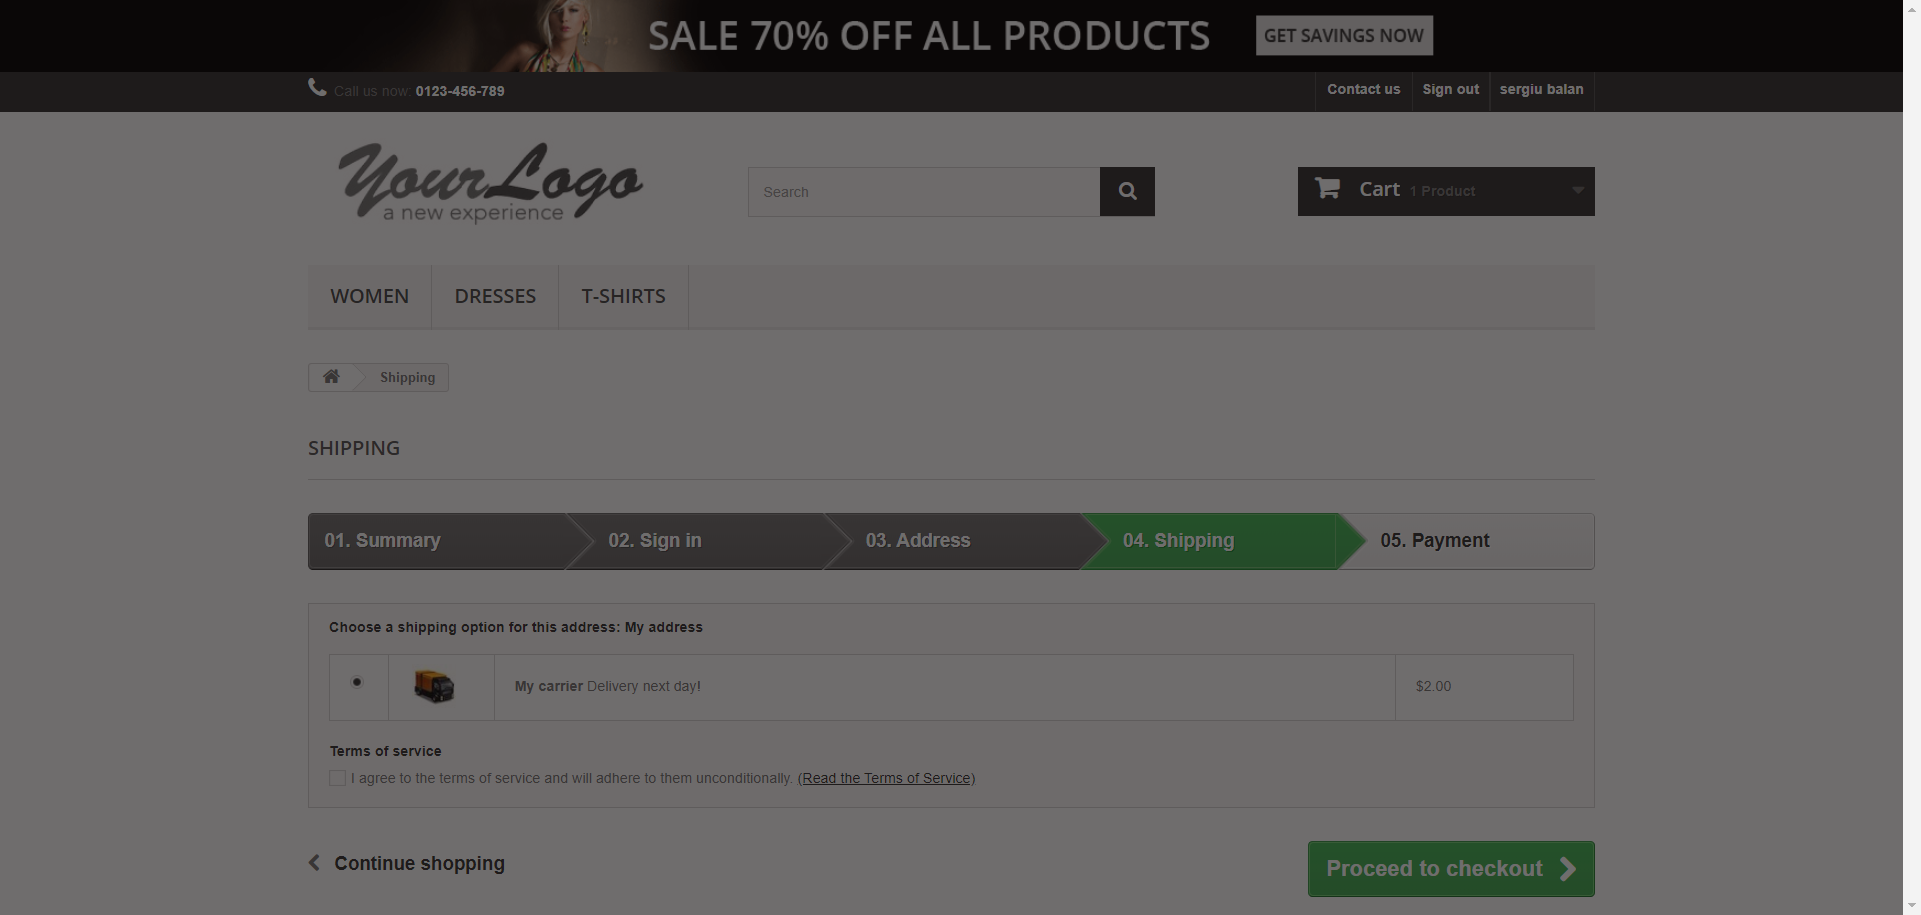 SALE 70% OFF ALL PRODUCTS GET SAVINGS NOW
Call us now: 0123-456-789 Contact us Sign out sergiu balan
YourLogo
a new experience
Search
Cart 1 Product
WOMEN DRESSES T-SHIRTS
Shipping
SHIPPING
01. Summary 02. Sign in 03. Address 04. Shipping 05. Payment
Choose a shipping option for this address: My address
My carrier Delivery next day! $2.00
Terms of service
I agree to the terms of service and will adhere to them unconditionally. (Read the Terms of Service)
Continue shopping Proceed to checkout